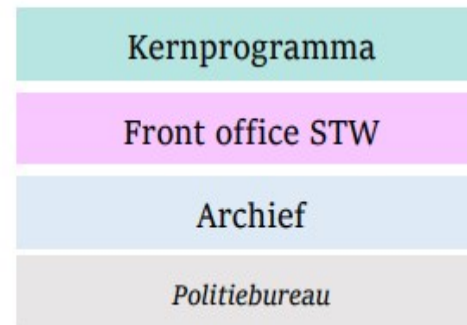 Kernprogramma
Front office STW
Archief
Politiebureau